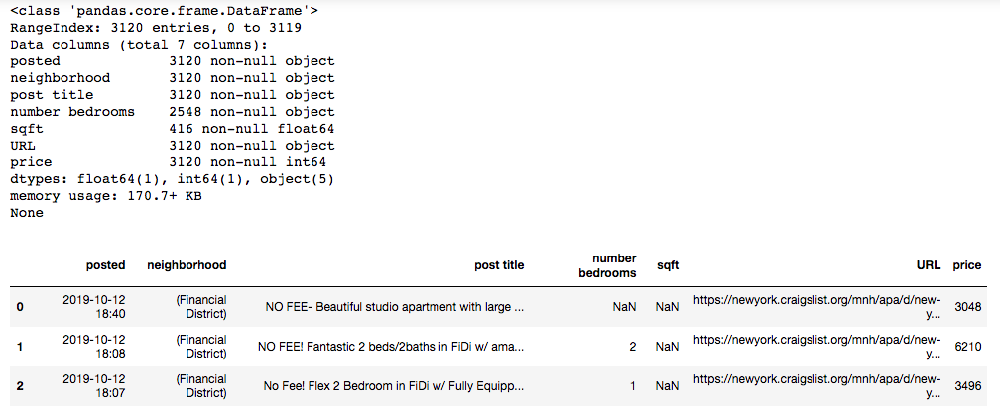 <class 'pandas.core.frame.DataFrame'>
RangeIndex: 3120 entries, 0 to 3119
Data columns (total 7 columns):
posted             3120 non-null object
neighborhood       3120 non-null object
post title         3120 non-null object
number bedrooms    2548 non-null object
sqft               416 non-null float64
URL                3120 non-null object
price              3120 non-null int64
dtypes: float64(1), int64(1), object(5)
memory usage: 170.7+ KB
None
posted neighborhood post title number bedrooms sqft URL price
0 2019-10-12 18:40 (Financial District) NO FEE- Beautiful studio apartment with large ... NaN NaN https://newyork.craigslist.org/mnh/apa/d/new-y... 3048
1 2019-10-12 18:08 (Financial District) NO FEE! Fantastic 2 beds/2baths in FiDi w/ ama... 2 NaN https://newyork.craigslist.org/mnh/apa/d/new-y... 6210
2 2019-10-12 18:07 (Financial District) No Fee! Flex 2 Bedroom in FiDi w/ Fully Equipp... 1 NaN https://newyork.craigslist.org/mnh/apa/d/new-y... 3496